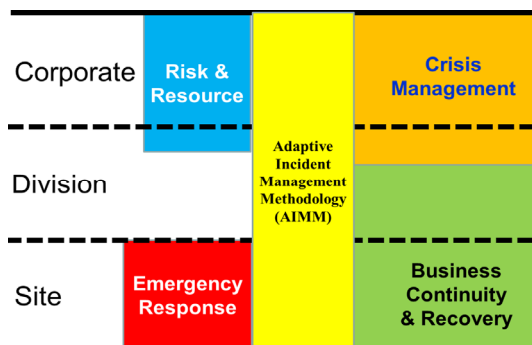 Corporate
Risk &
Resource
Crisis
Management
Adaptive
Incident
Management
Methodology
(AIMM)
Division
Site
Emergency
Response
Business
Continuity
& Recovery